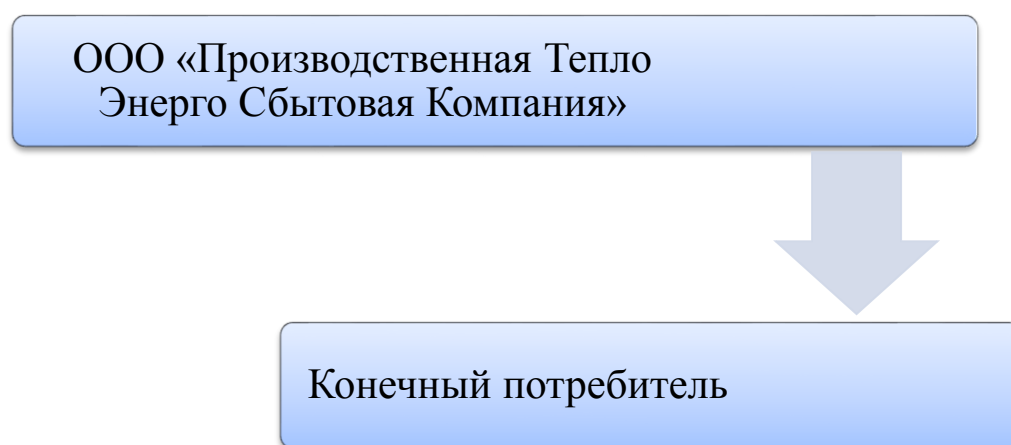 ООО «Производственная Тепло
Энерго Сбытовая Компания»
Конечный потребитель